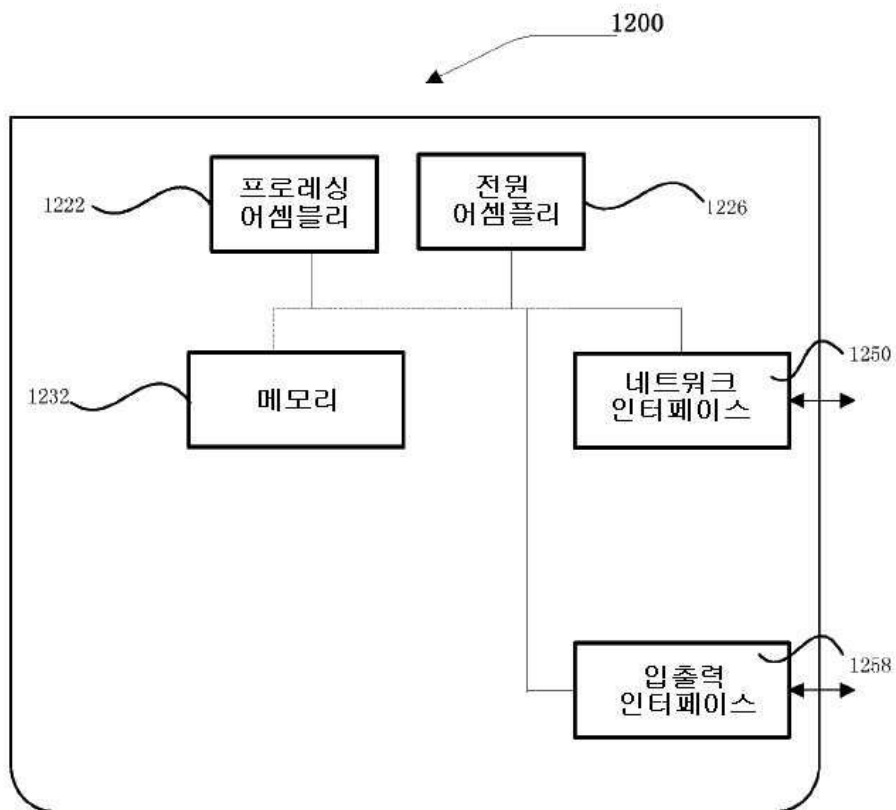 1200
1222
프로레싱
어셈블리
전원
어셈플리
1226
1232
메모리
네트워크
인터페이스
1250
입출력
인터페이스
1258